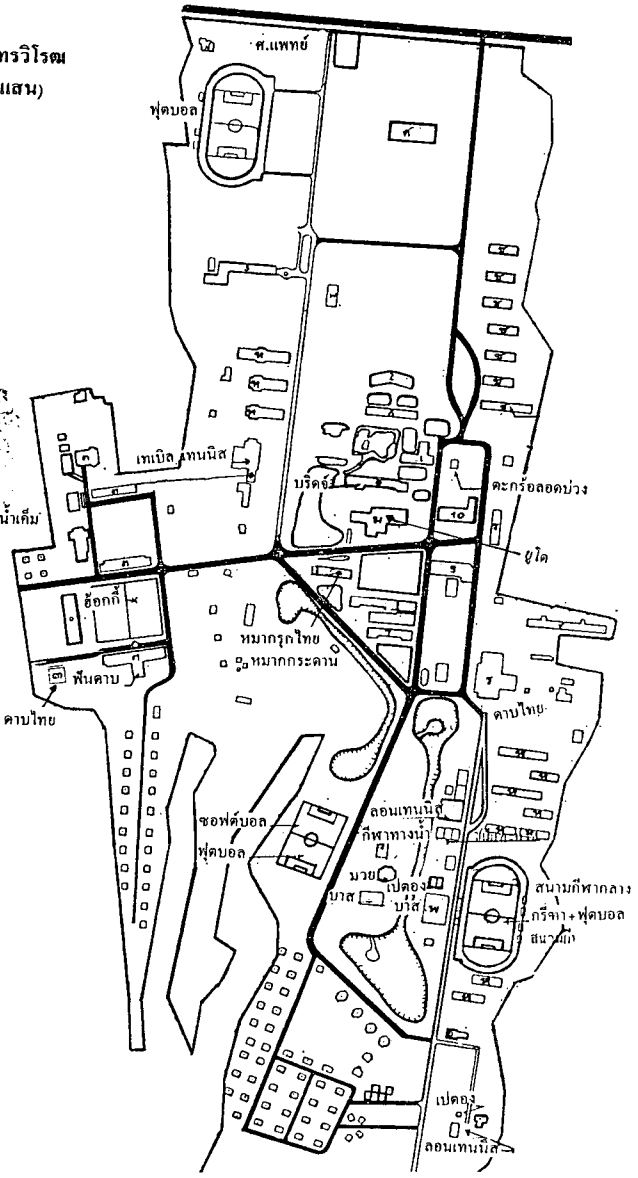 ทรวิโรฒ
แสน)
ศ.แพทย์
ฟุตบอล
ศ
เทเบิล เทนนิส
บริดจ์
ตะกร้อลอดบ่วง
น้ำเค็ม
10
ยูโด
ฮ้อกกี้
หมากรุกไทย
หมากกระดาน
ฟันดาบ
ดาบไทย
ดาบไทย
ซอฟต์บอล
ฟุตบอล
ลอนเทนนิส
กีฬาทางน้ำ
มวย
เปตอง
บาส
บาส
พ
สนามกีฬากลาง
กรีฑา+ฟุตบอล
เปตอง
ลอนเทนนิส